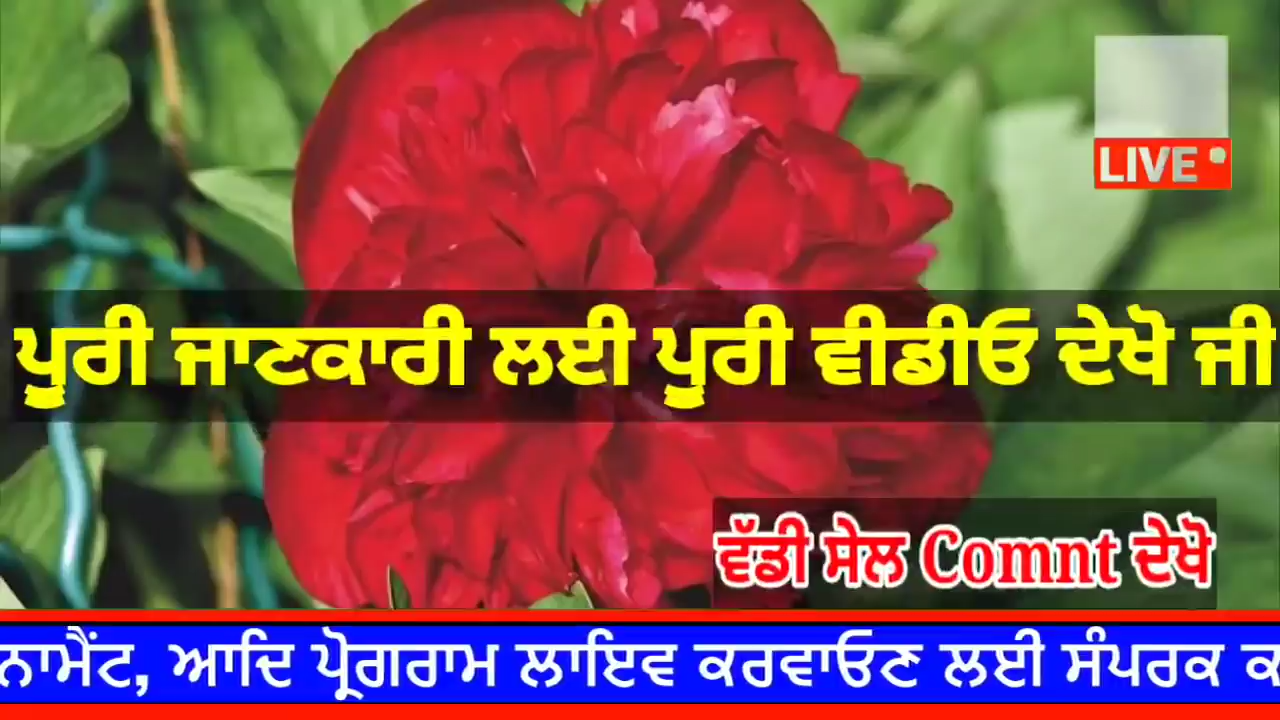 LIVE
ਪੂਰੀ ਜਾਣਕਾਰੀ ਲਈ ਪੂਰੀ ਵੀਡੀਓ ਦੇਖੋ ਜੀ
ਵੱਡੀ ਸੇਲ Comnt ਦੇਖੋ
ਨਾਮੈਂਟ, ਆਦਿ ਪ੍ਰੋਗਰਾਮ ਲਾਇਵ ਕਰਵਾਓਣ ਲਈ ਸੰਪਰਕ ਕ